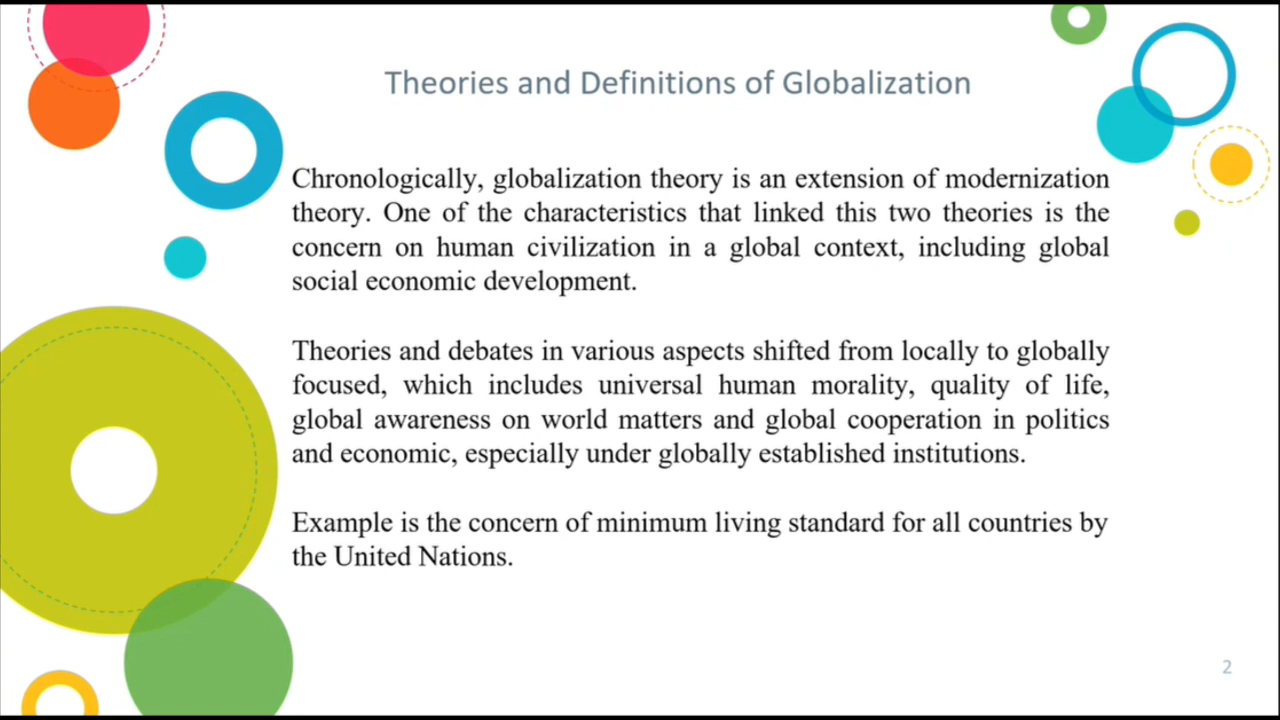 Theories and Definitions of Globalization
Chronologically, globalization theory is an extension of modernization
theory. One of the characteristics that linked this two theories is the
concern on human civilization in a global context, including global
social economic development.
Theories and debates in various aspects shifted from locally to globally
focused, which includes universal human morality, quality of life,
global awareness on world matters and global cooperation in politics
and economic, especially under globally established institutions.
Example is the concern of minimum living standard for all countries by
the United Nations.
2